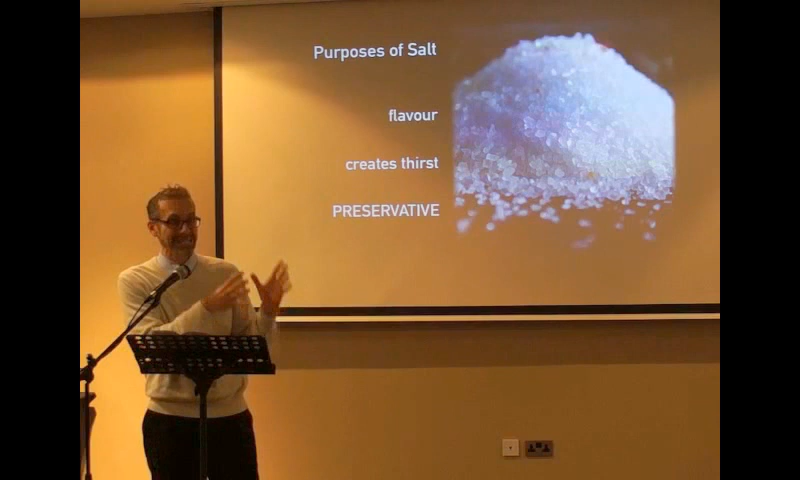 Purposes of Salt
flavour
creates thirst
PRESERVATIVE